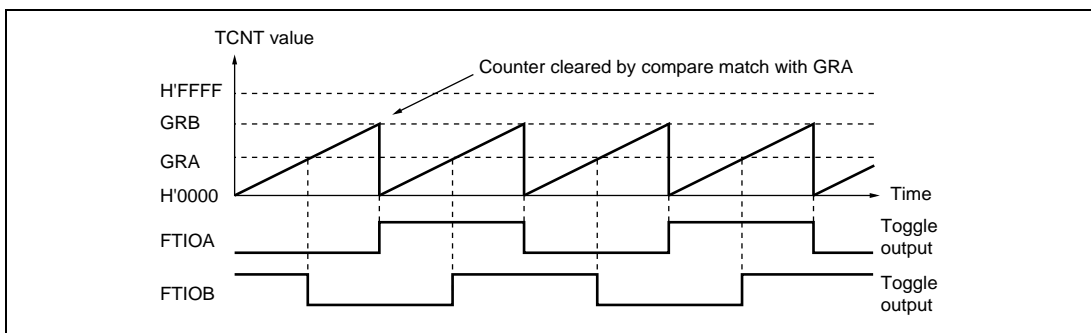 TCNT value
Counter cleared by compare match with GRA
H'FFFF
GRB
GRA
H'0000
Time
FTIOA
Toggle
output
FTIOB
Toggle
output